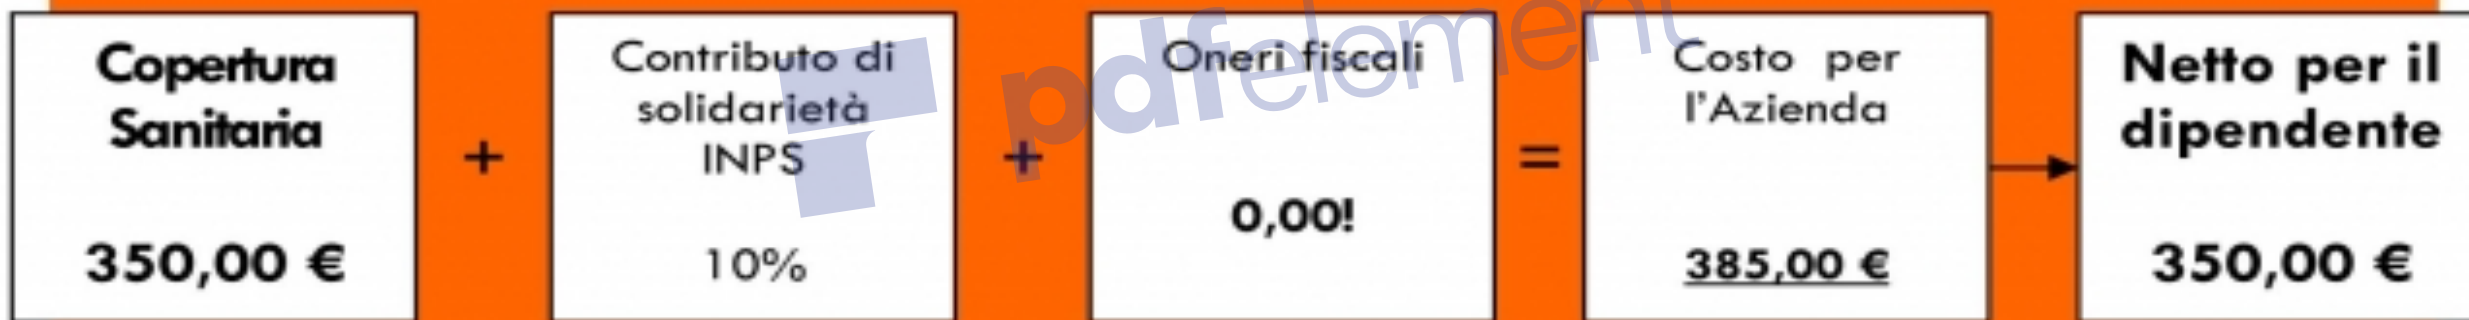 Copertura
Sanitaria
350,00 €
+
Contributo di
solidarietà
INPS
10%
+
Oneri fiscali
0,00!
=
Costo per
l'Azienda
385,00 €
Netto per il
dipendente
350,00 €
pdfelement